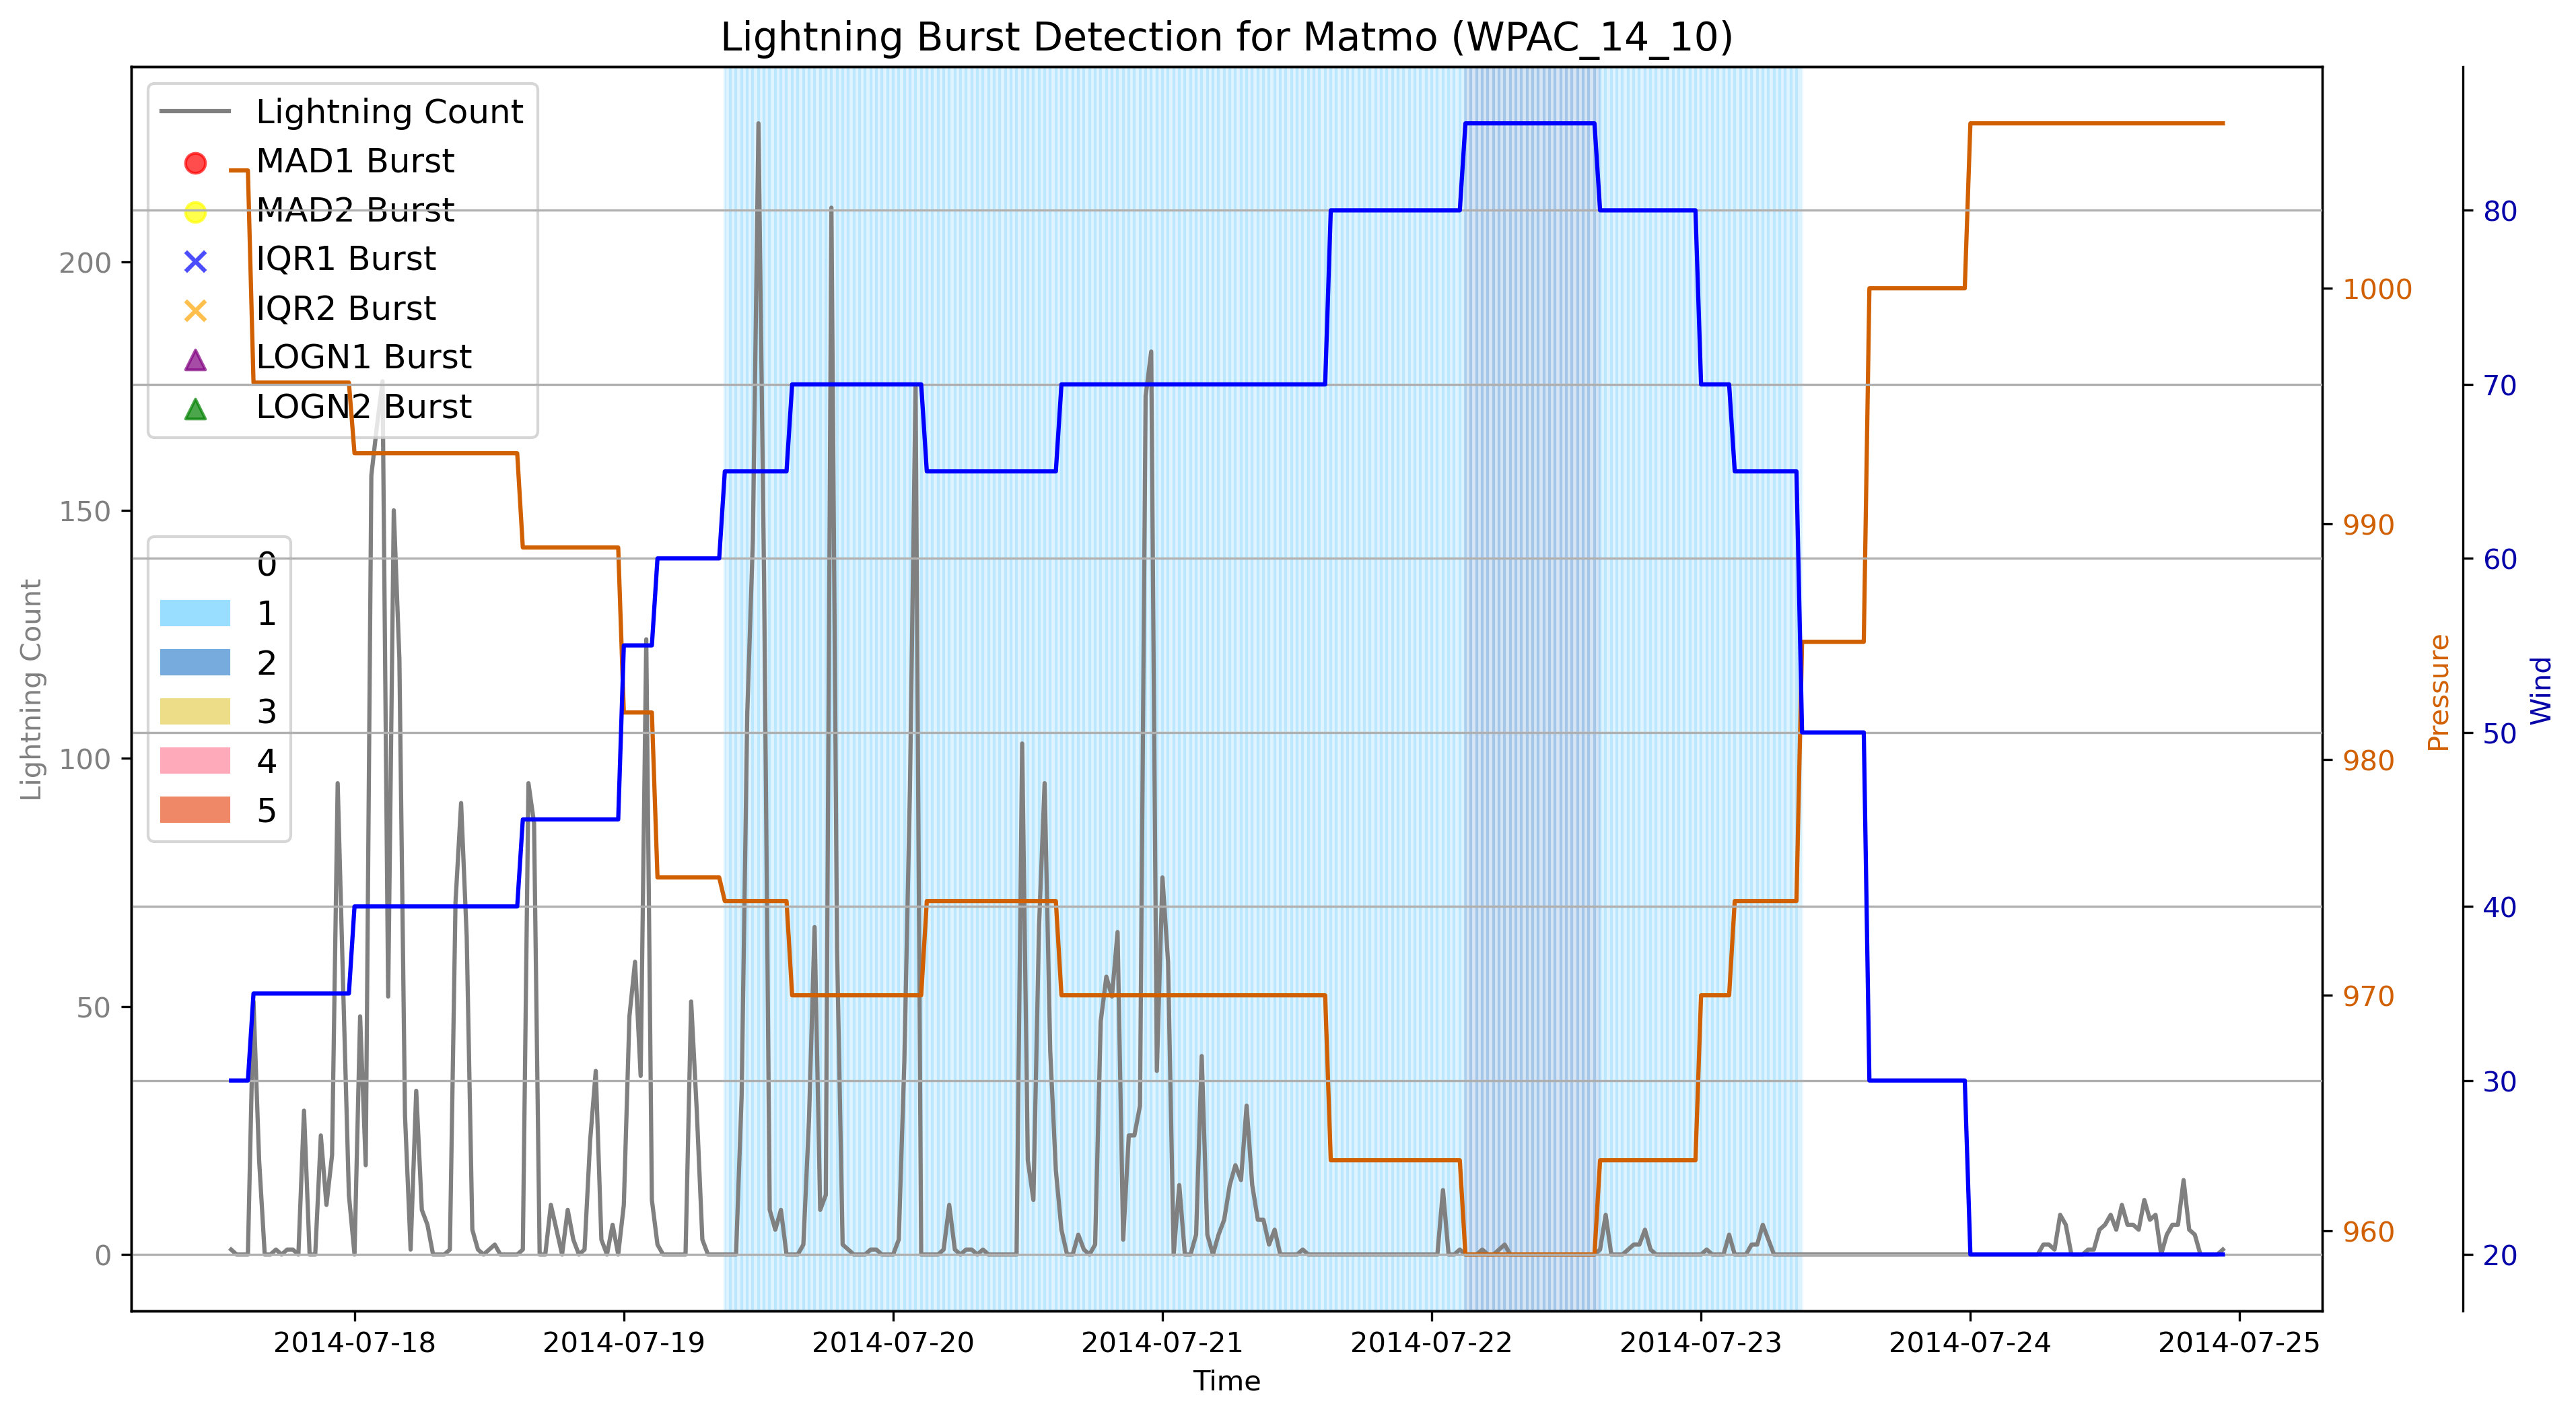 Lightning Burst Detection for Matmo (WPAC_14_10)
Lightning Count
MAD1 Burst
MAD2 Burst
IQR1 Burst
IQR2 Burst
LOGN1 Burst
LOGN2 Burst
0
1
2
3
4
5
Lightning Count
200
150
100
50
0
1000
990
980
970
960
Pressure
80
70
60
50
40
30
20
Wind
2014-07-18
2014-07-19
2014-07-20
2014-07-21
2014-07-22
2014-07-23
2014-07-24
2014-07-25
Time